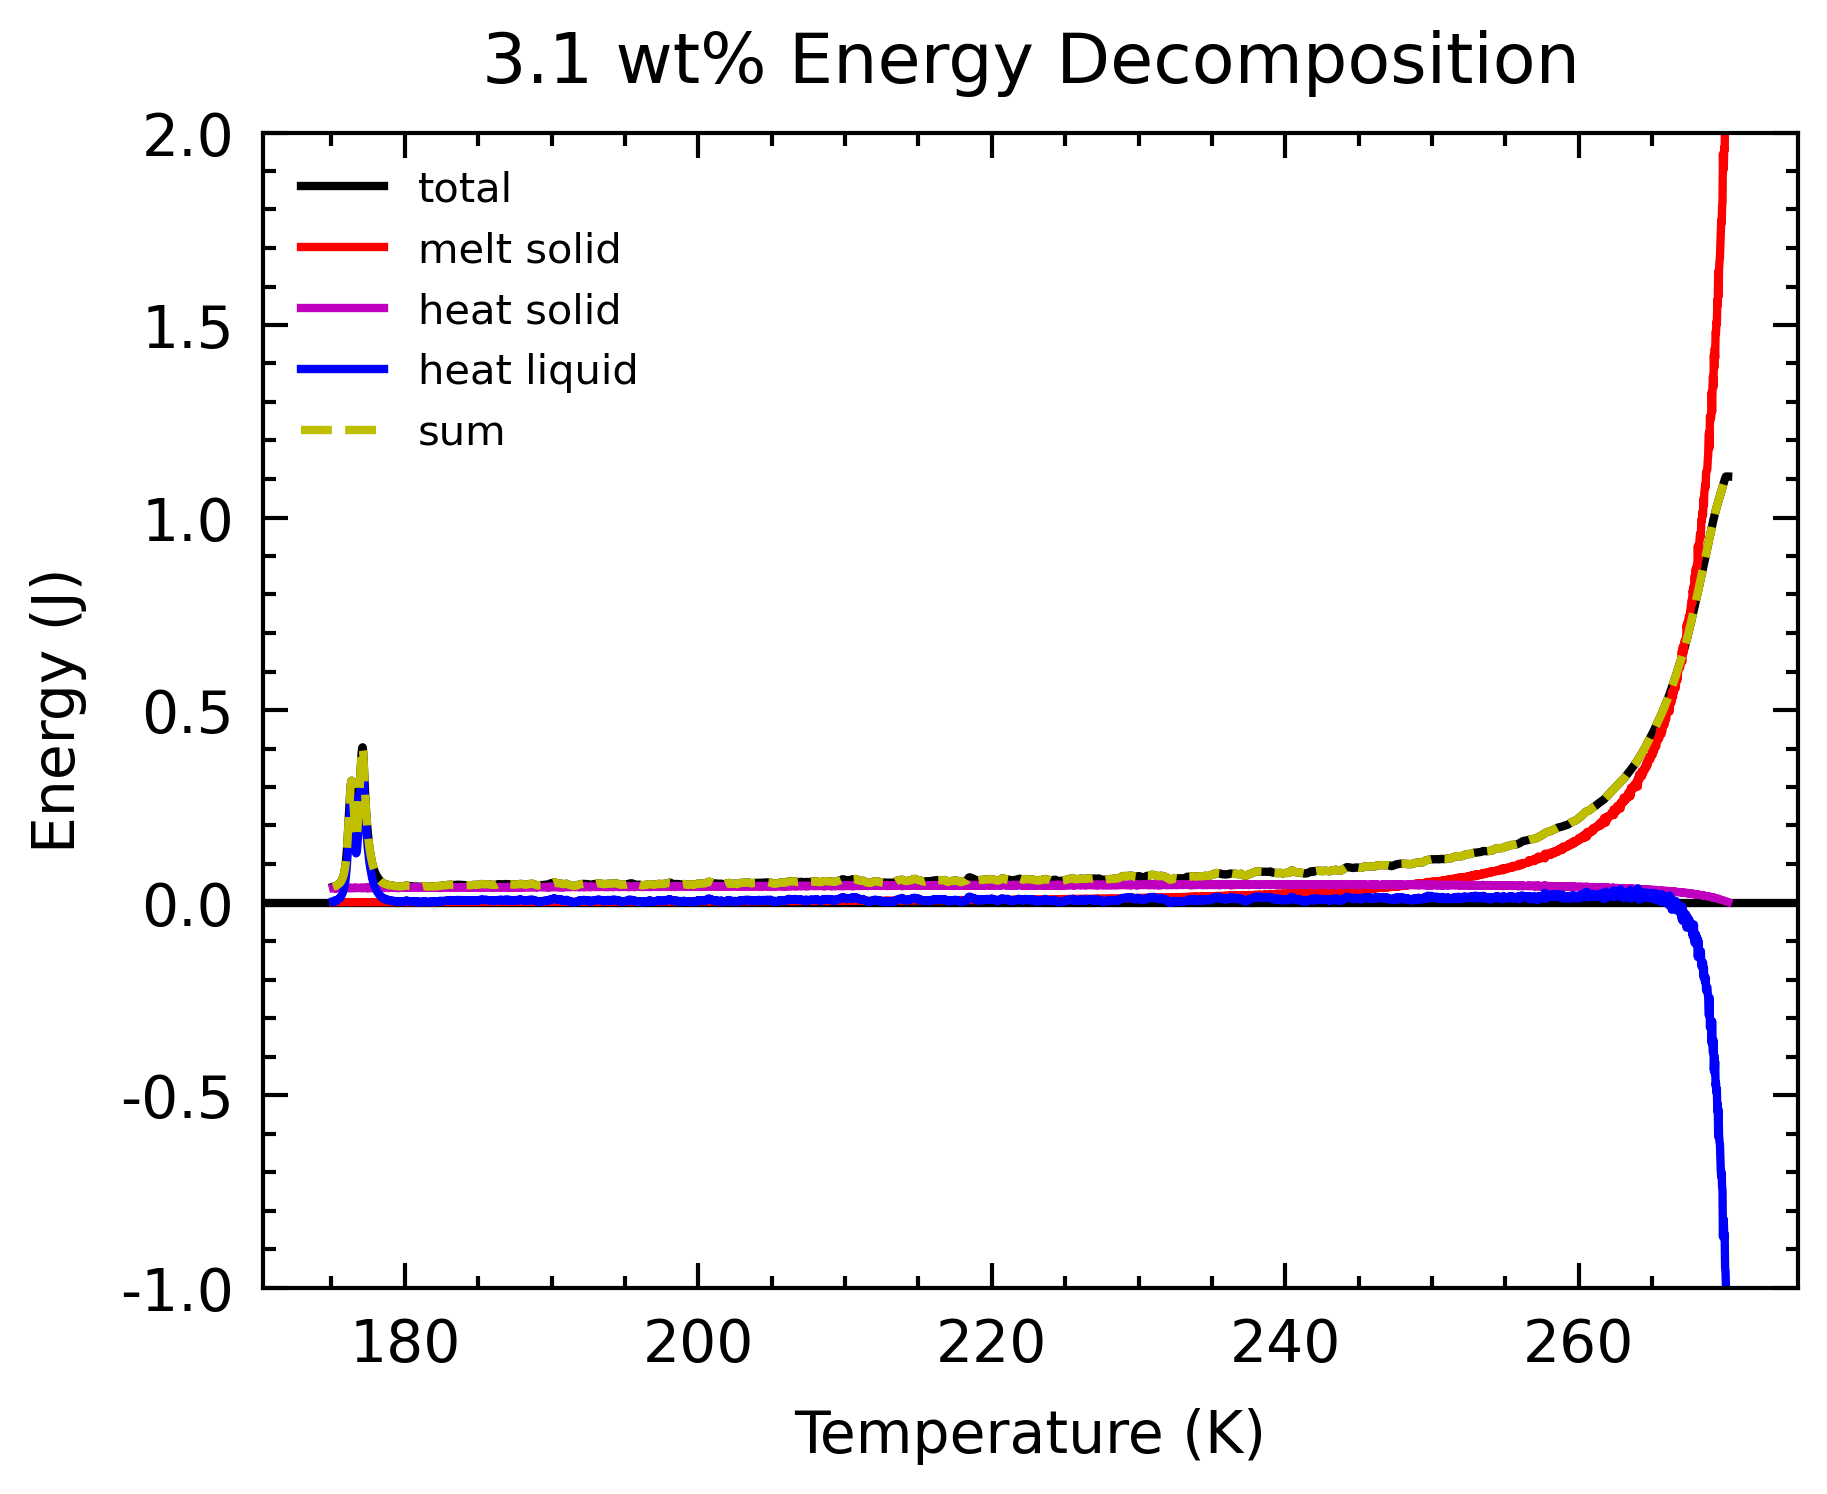 3.1 wt% Energy Decomposition
2.0
1.5
1.0
0.5
0.0
-0.5
-1.0
Energy (J)
total
melt solid
heat solid
heat liquid
sum
180 200 220 240 260
Temperature (K)